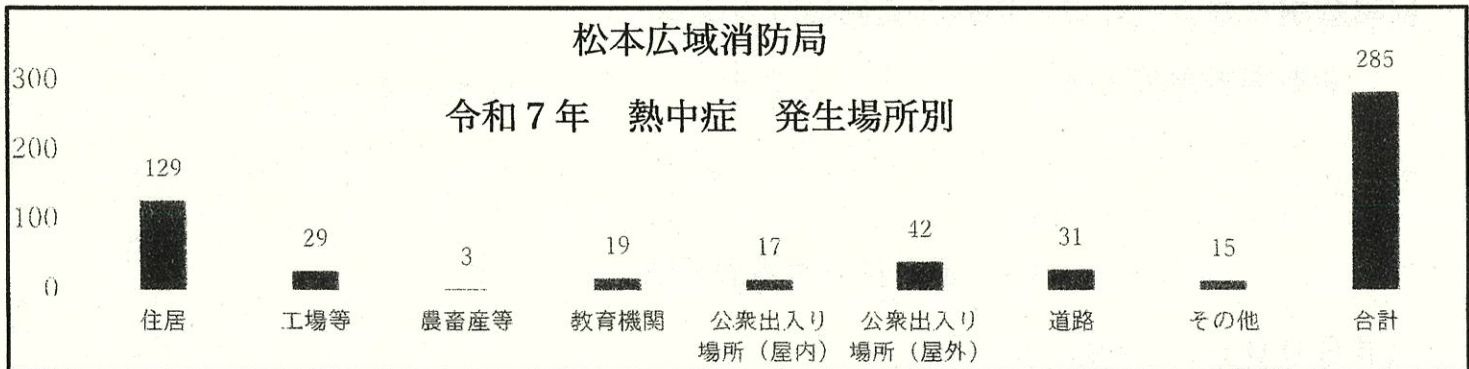 松本広域消防局
令和7年 熱中症 発生場所別
300
200
100
0
129
29
3
19
17
42
31
15
285
住居
工場等
農畜産等
教育機関
公衆出入り
場所（屋内）
公衆出入り
場所（屋外）
道路
その他
合計